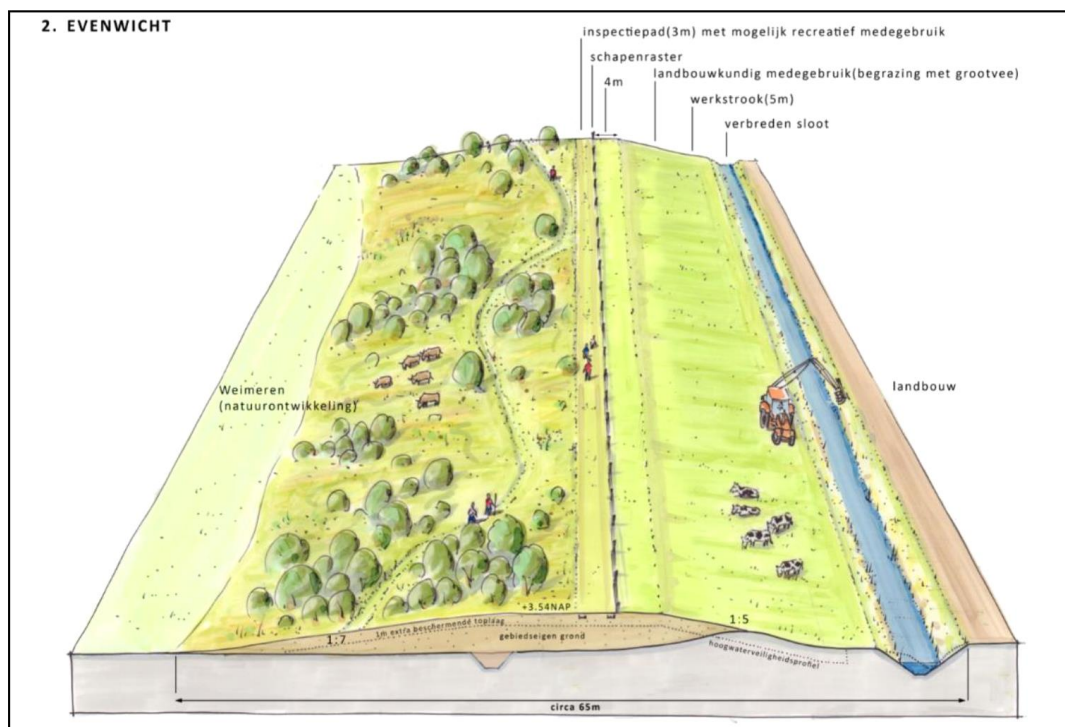 2. EVENWICHT
inspectiepad(3m) met mogelijk recreatief medegebruik
schapenraster
4m
landbouwkundig medegebruik(begrazing met grootvee)
werkstrook(5m)
verbreden sloot
Weimeren
(natuurontwikkeling)
landbouw
+3.54NAP
1:7
1m extra beschermende toplaag
gebiedseigen grond
1:5
hoogwaterveiligheidsprofiel
circa 65m